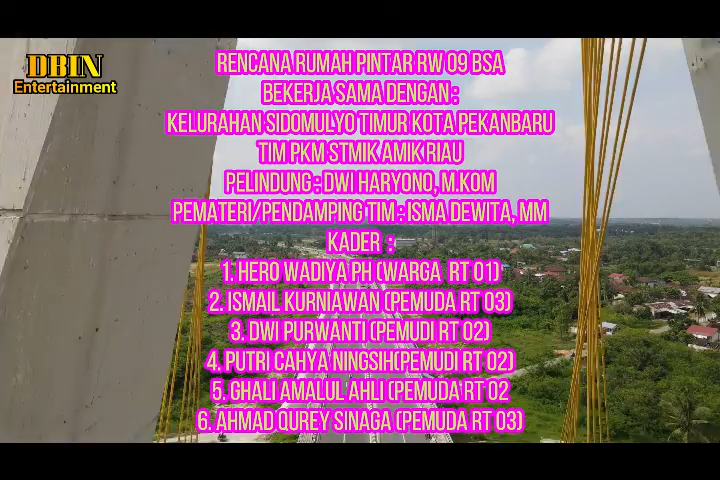 DBIN
Entertainment
RENCANA RUMAH PINTAR RW 09 BSA
BEKERJA SAMA DENGAN :
KELURAHAN SIDOMULYO TIMUR KOTA PEKANBARU
TIM PKM STMIK AMIK RIAU
PELINDUNG : DWI HARYONO, M.KOM
PEMATERI/PENDAMPING TIM : ISMA DEWITA, MM
KADER :
1. HERO WADIYA PH (WARGA RT 01)
2. ISMAIL KURNIAWAN (PEMUDA RT 03)
3. DWI PURWANTI (PEMUDI RT 02)
4. PUTRI CAHYA NINGSIH(PEMUDI RT 02)
5. GHALI AMALUL AHLI (PEMUDA RT 02
6. AHMAD QUREY SINAGA (PEMUDA RT 03)